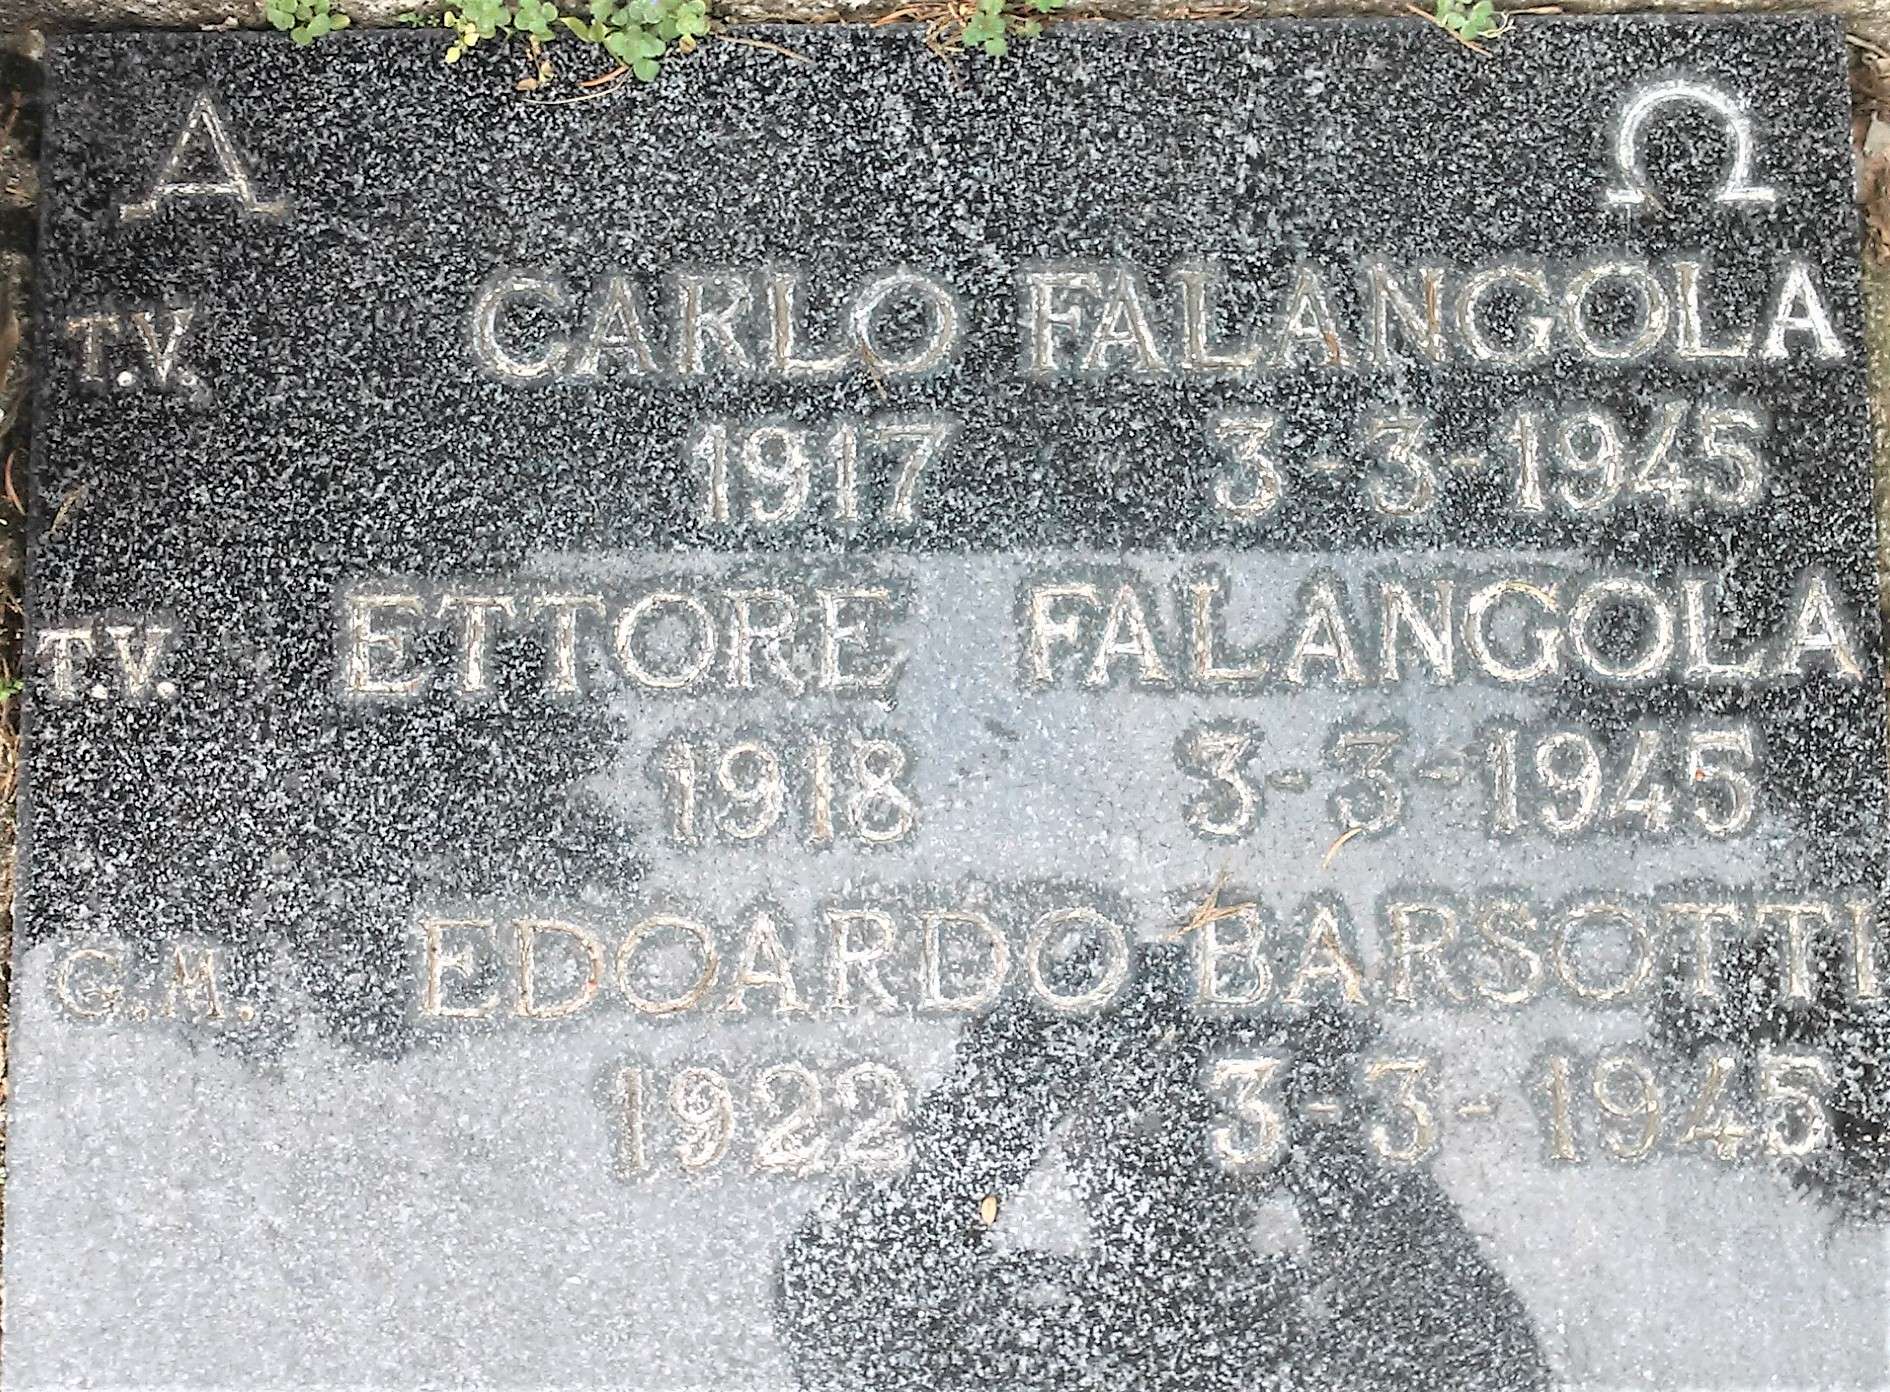 Α Ω
T.V. CARLO FALANGOLA
1917 3-3-1945
T.V. ETTORE FALANGOLA
1918 3-3-1945
G.M. EDOARDO BARSOTTI
1922 3-3-1945